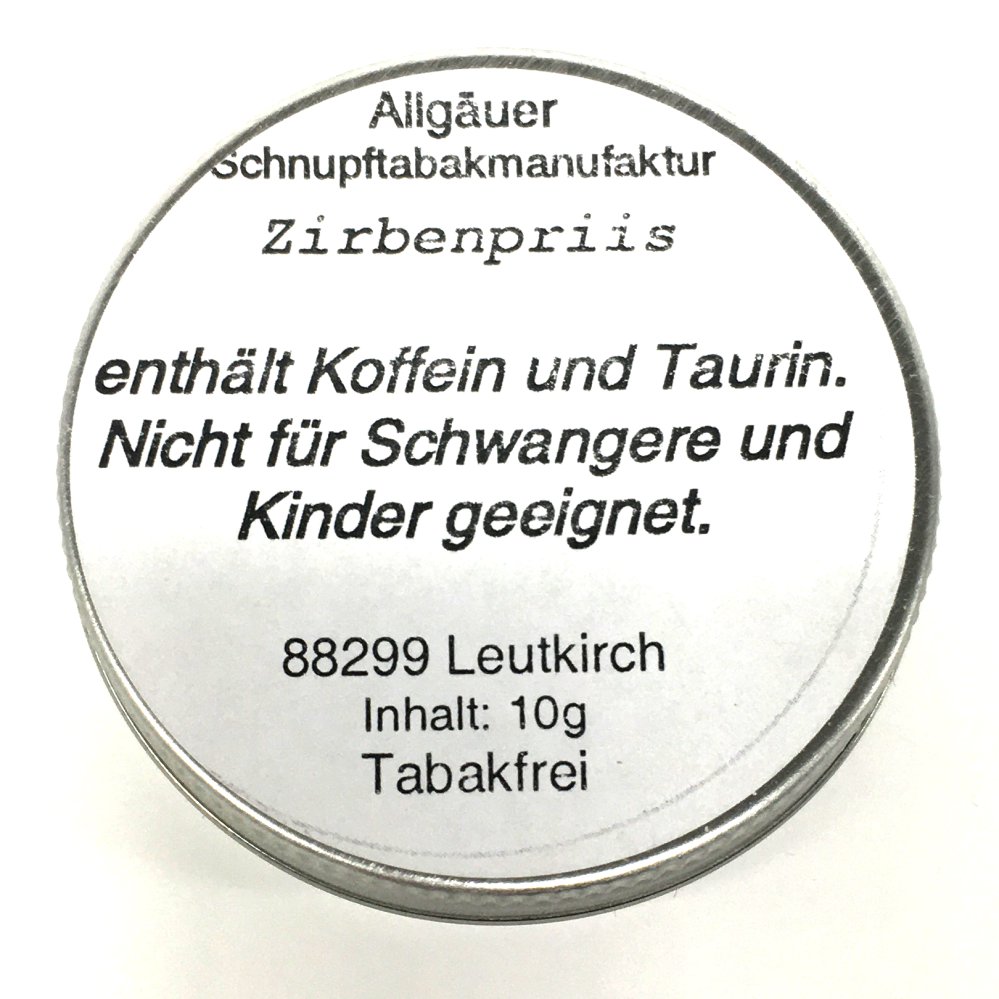 Allgäuer
Schnupftabakmanufaktur
Zirbenpriis
enthält Koffein und Taurin.
Nicht für Schwangere und
Kinder geeignet.
88299 Leutkirch
Inhalt: 10g
Tabakfrei